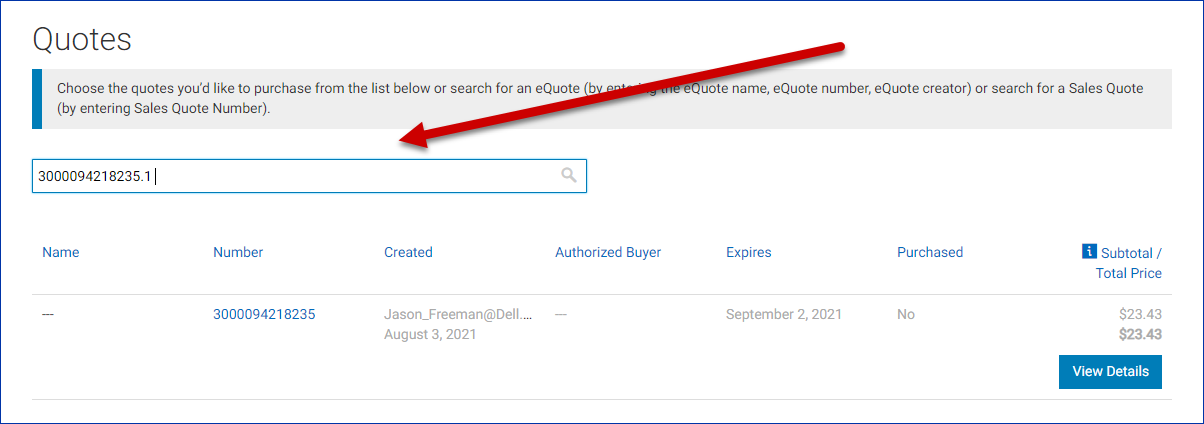 Quotes
Choose the quotes you'd like to purchase from the list below or search for an eQuote (by entering the eQuote name, eQuote number, eQuote creator) or search for a Sales Quote
(by entering Sales Quote Number).
3000094218235.1
Name Number Created Authorized Buyer Expires Purchased i Subtotal /
Total Price
--- 3000094218235 Jason_Freeman@Dell.... --- September 2, 2021 No $23.43
August 3, 2021 $23.43
View Details